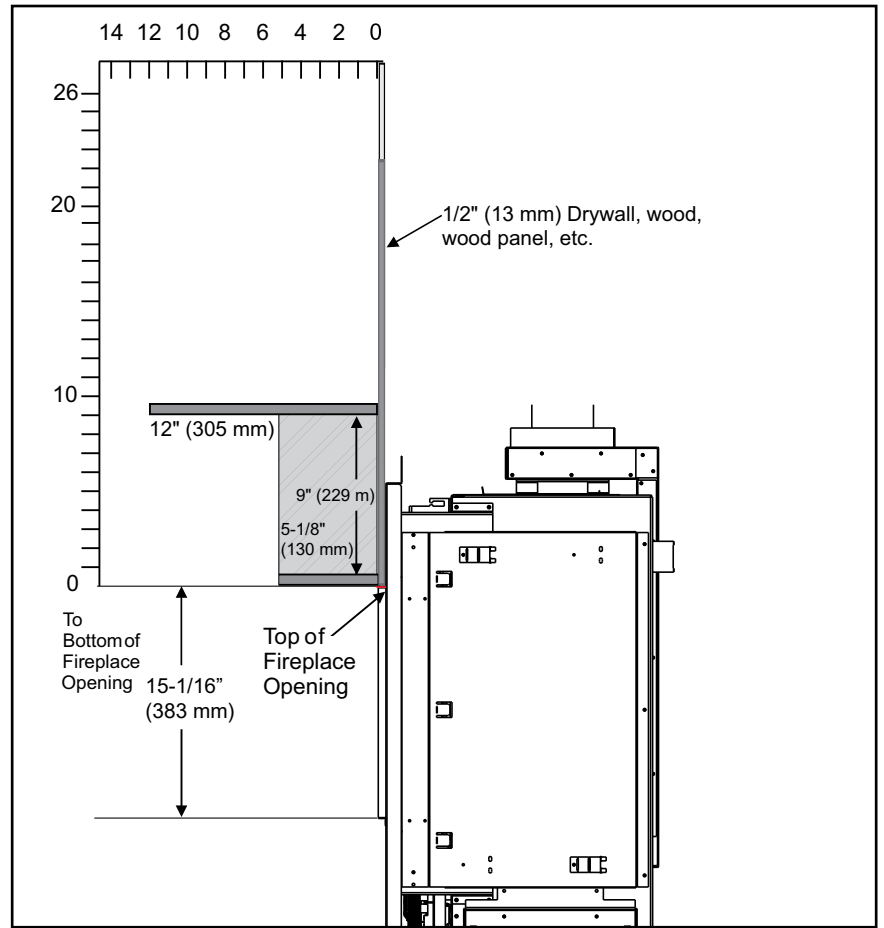 14 12 10 8 6 4 2 0
26
20
1/2" (13 mm) Drywall, wood,
wood panel, etc.
10
12" (305 mm)
9" (229 m)
5-1/8"
(130 mm)
0
To
Bottom of
Fireplace
Opening
15-1/16”
(383 mm)
Top of
Fireplace
Opening